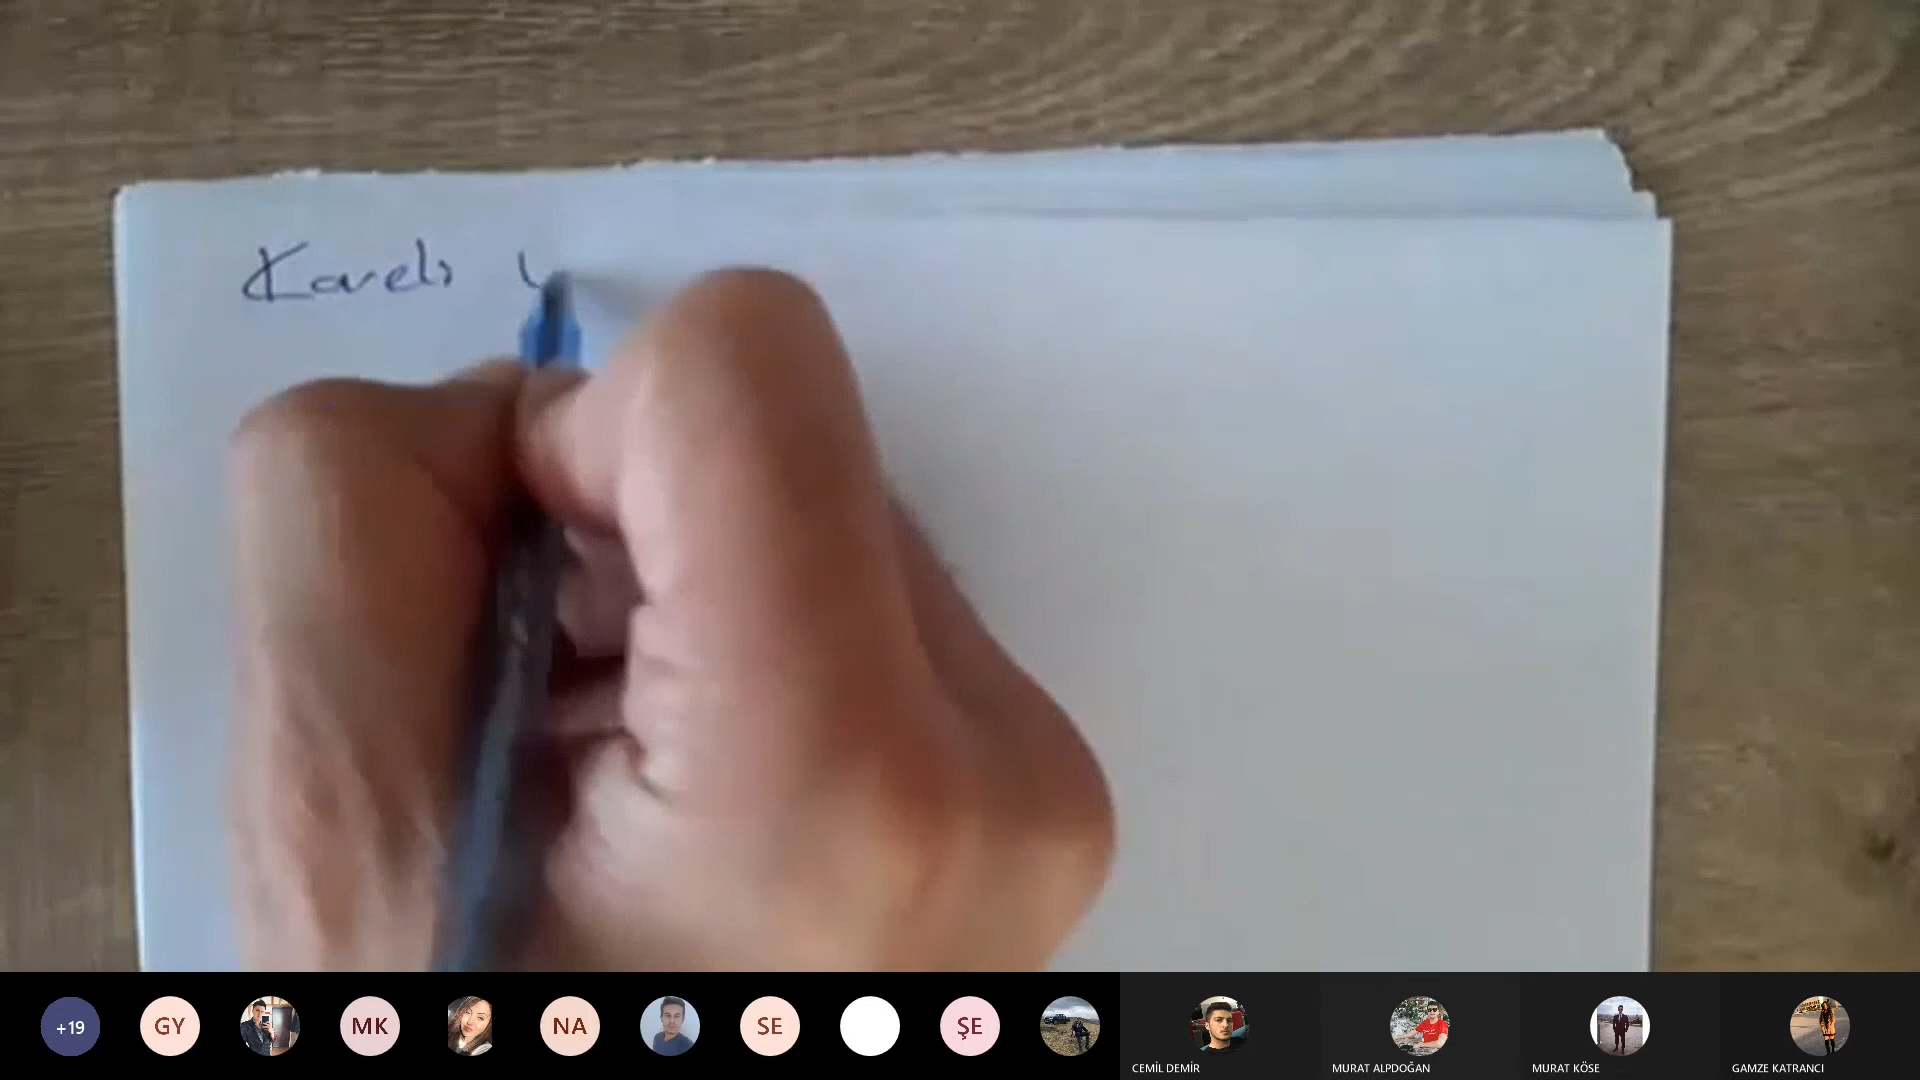 Kareli
+19 GY MK NA SE ŞE
CEMİL DEMİR MURAT ALPDOĞAN MURAT KÖSE GAMZE KATRANCI